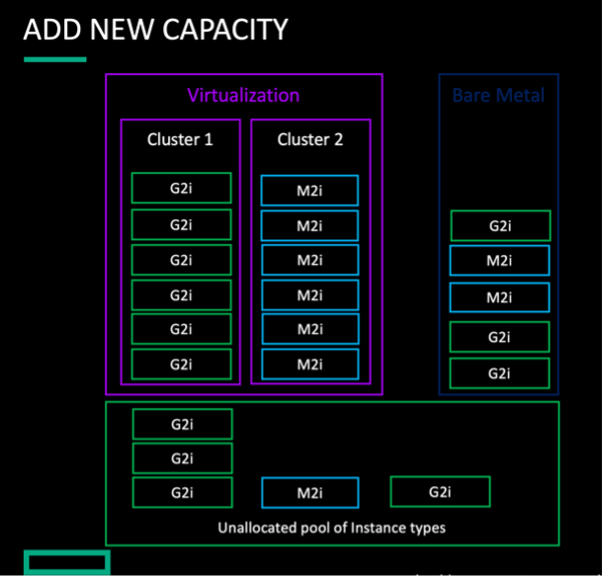 ADD NEW CAPACITY
Virtualization
Bare Metal
Cluster 1
Cluster 2
G2i
M2i
G2i
M2i
G2i
G2i
M2i
M2i
G2i
M2i
M2i
G2i
M2i
G2i
G2i
M2i
G2i
G2i
G2i
G2i
M2i
G2i
Unallocated pool of Instance types